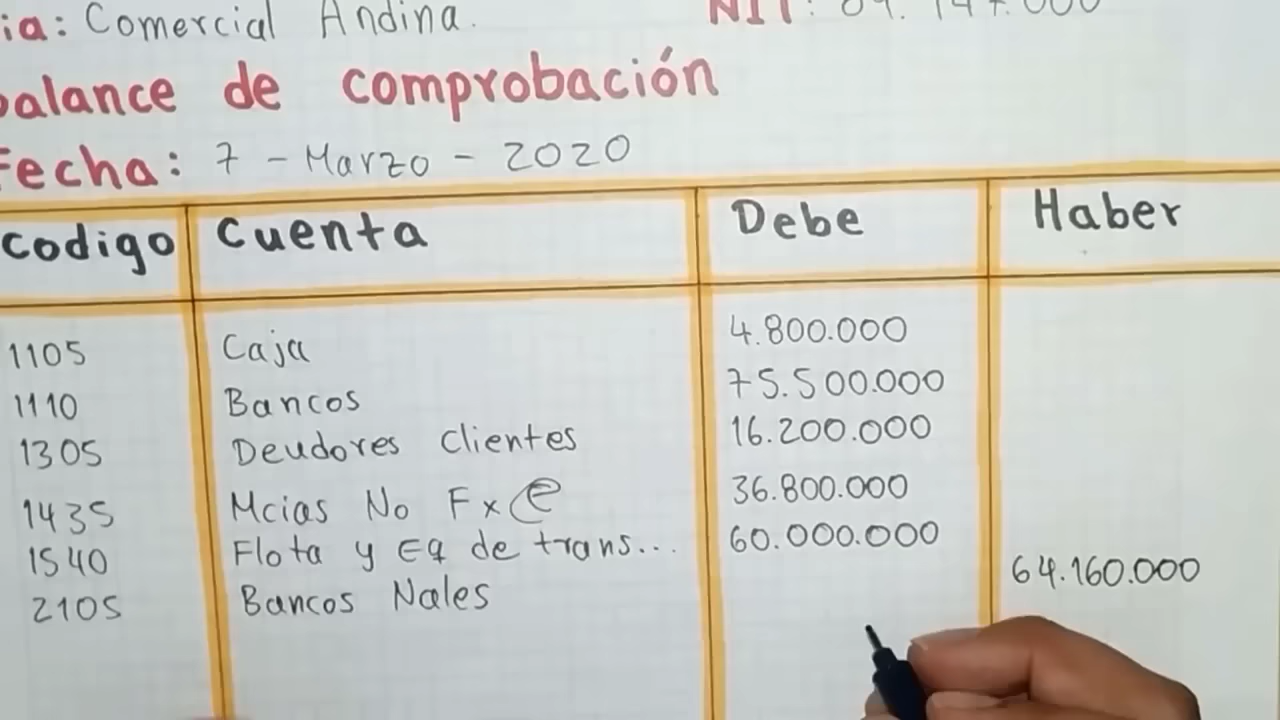 ia: Comercial Andina. NIT:
balance de comprobación
Fecha: 7 - Marzo - 2020
Codigo Cuenta Debe Haber
1105 Caja 4.800.000
1110 Bancos 75.500.000
1305 Deudores Clientes 16.200.000
1435 Mcias No F x e 36.800.000
1540 Flota y Eq de trans... 60.000.000
2105 Bancos Nales 64.160.000